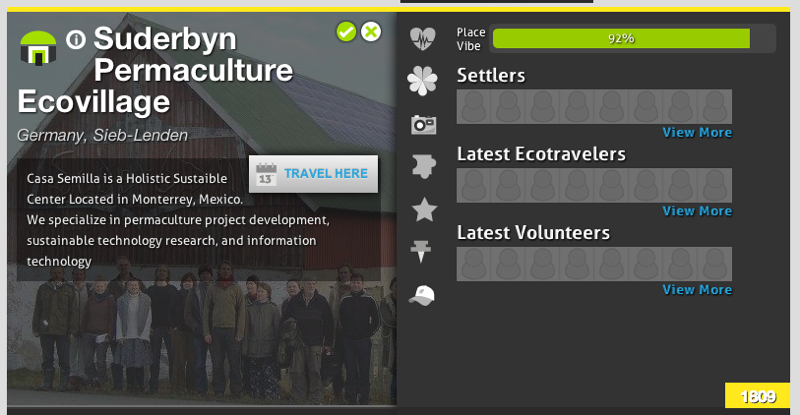 Suderbyn
Permaculture
Ecovillage
Germany, Sieb-Lenden
Casa Semilla is a Holistic Sustaible
Center Located in Monterrey, Mexico.
We specialize in permaculture project development,
sustainable technology research, and information
technology
13 TRAVEL HERE
Place
Vibe
92%
Settlers
View More
Latest Ecotravelers
View More
Latest Volunteers
View More
1809